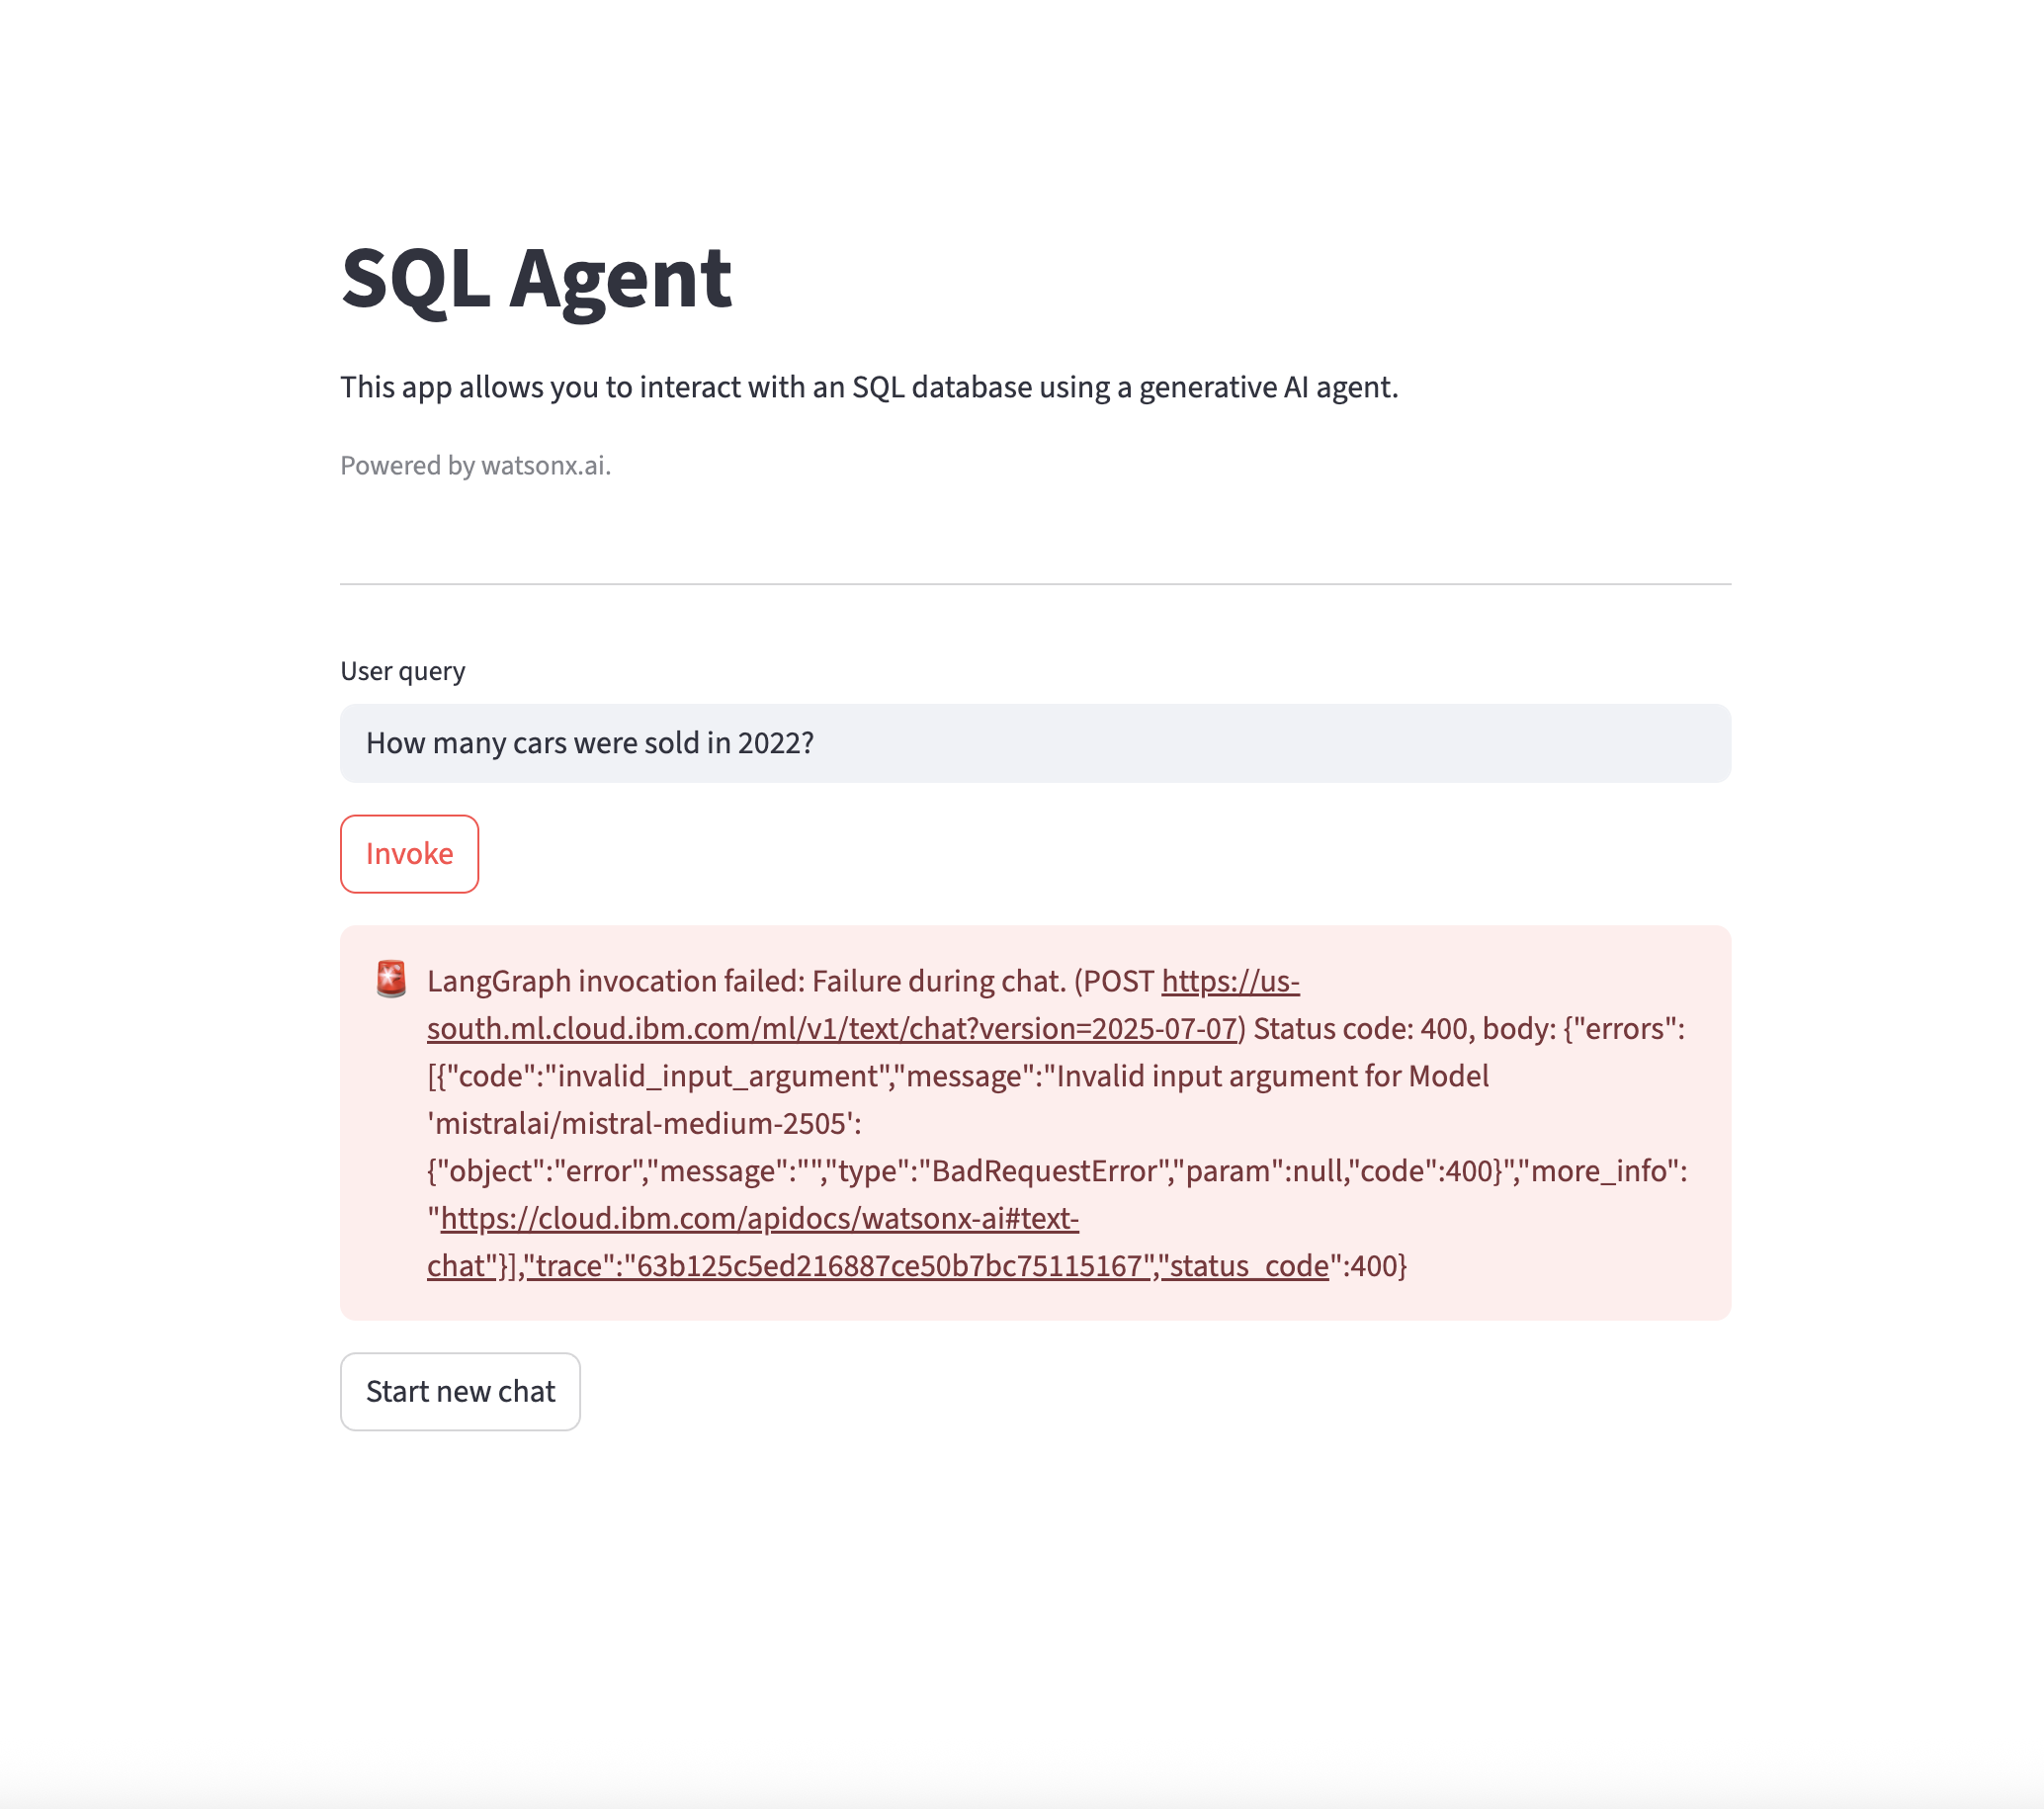 SQL Agent
This app allows you to interact with an SQL database using a generative AI agent.
Powered by watsonx.ai.
User query
How many cars were sold in 2022?
Invoke
LangGraph invocation failed: Failure during chat. (POST https://us-
south.ml.cloud.ibm.com/ml/v1/text/chat?version=2025-07-07) Status code: 400, body: {"errors":
[{"code":"invalid_input_argument","message":"Invalid input argument for Model
'mistralai/mistral-medium-2505':
{"object":"error","message":"","type":"BadRequestError","param":null,"code":400}","more_info":
"https://cloud.ibm.com/apidocs/watsonx-ai#text-
chat"}],"trace":"63b125c5ed216887ce50b7bc75115167","status_code":400}
Start new chat